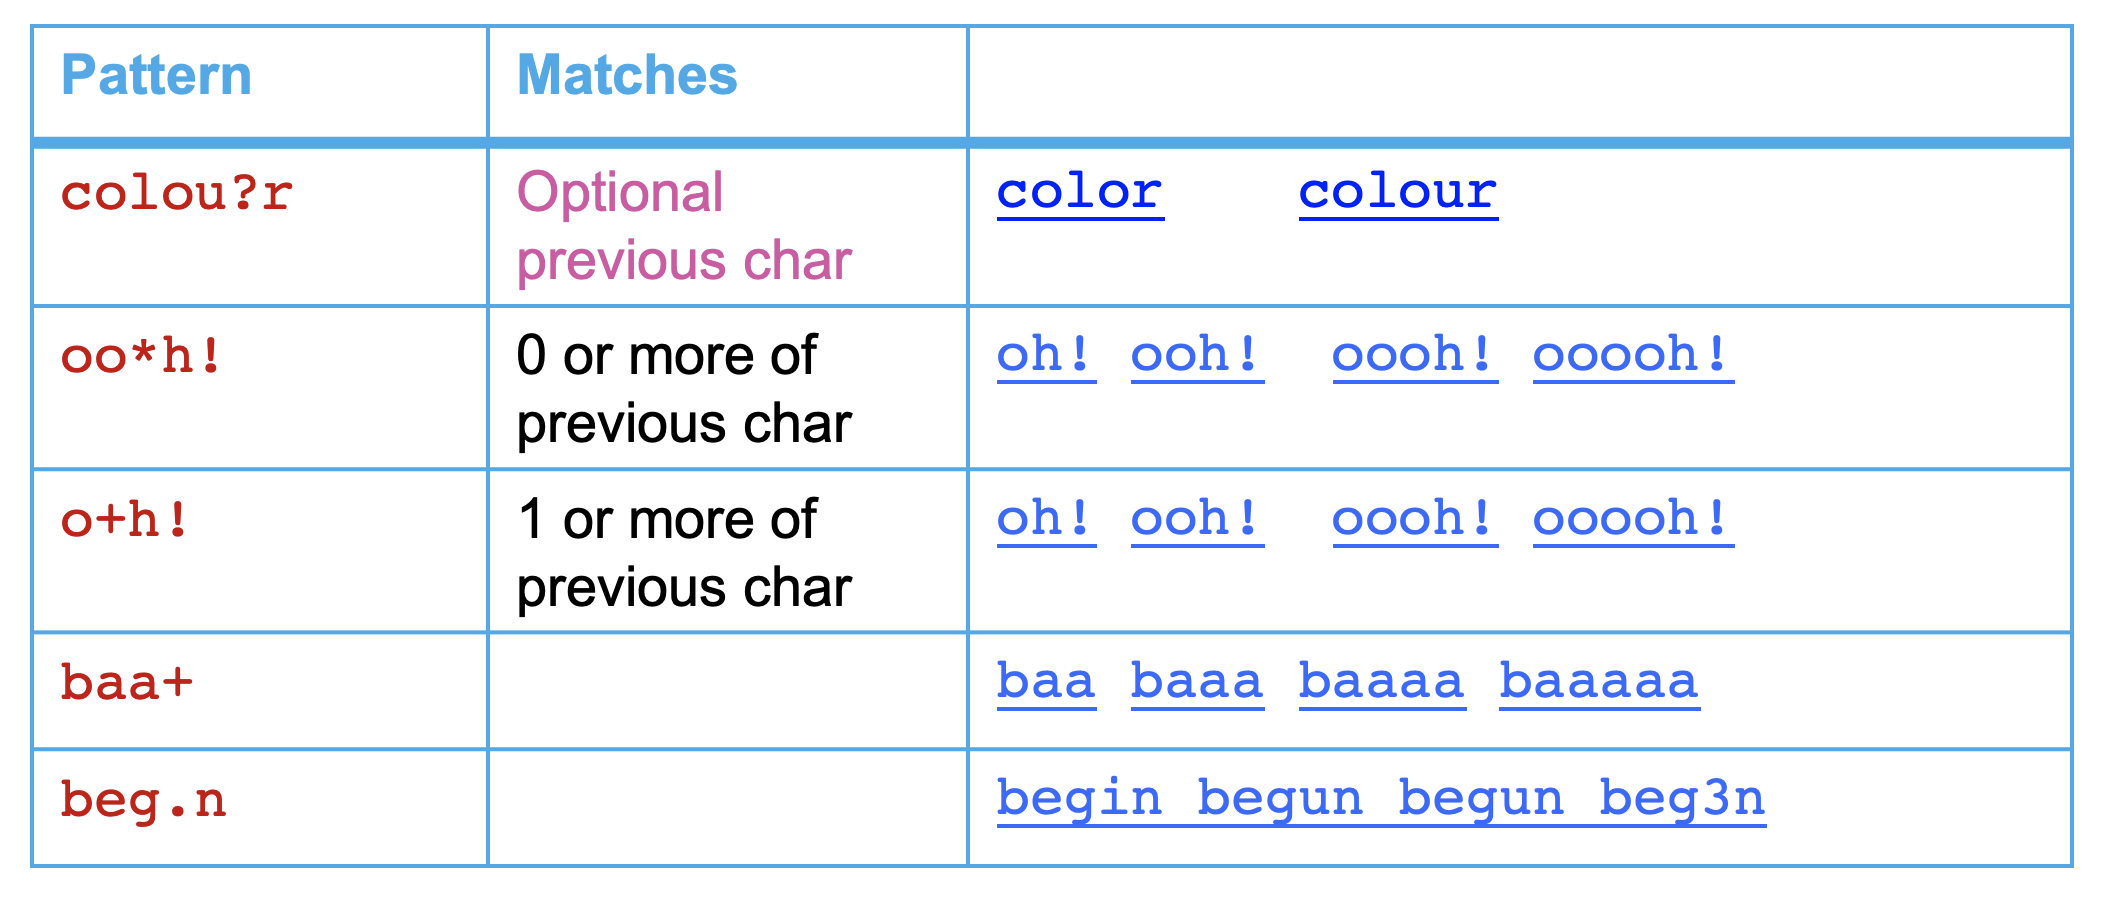 Pattern Matches
colou?r Optional previous char color colour
oo*h! 0 or more of previous char oh! ooh! oooh! ooooh!
o+h! 1 or more of previous char oh! ooh! oooh! ooooh!
baa+ baa baaa baaaa baaaaa
beg.n begin begun begun beg3n